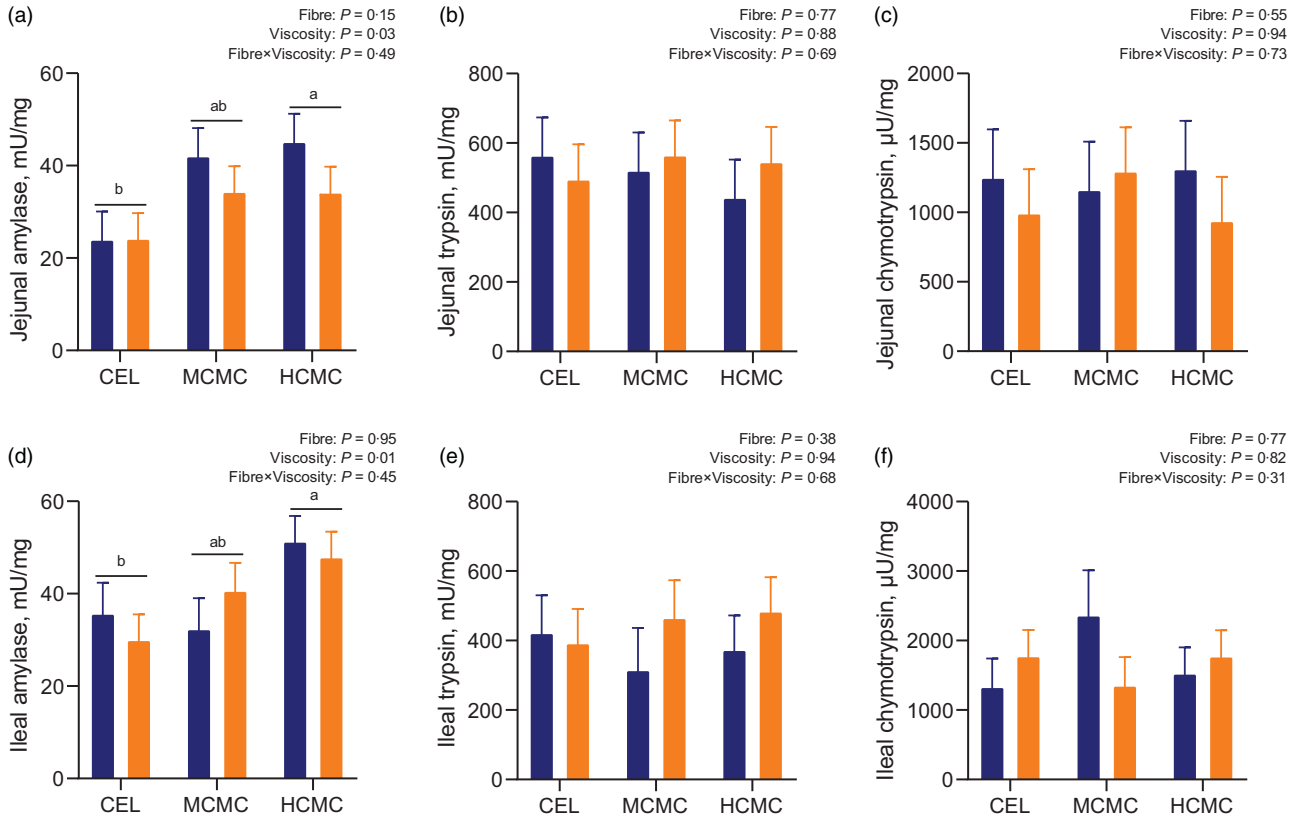 (a)
Fibre: P = 0·15
Viscosity: P = 0·03
Fibre×Viscosity: P = 0·49
Jejunal amylase, mU/mg
60
40
20
0
b
ab
a
CEL
MCMC
HCMC
(b)
Fibre: P = 0·77
Viscosity: P = 0·88
Fibre×Viscosity: P = 0·69
Jejunal trypsin, mU/mg
800
600
400
200
0
CEL
MCMC
HCMC
(c)
Fibre: P = 0·55
Viscosity: P = 0·94
Fibre×Viscosity: P = 0·73
Jejunal chymotrypsin, µU/mg
2000
1500
1000
500
0
CEL
MCMC
HCMC
(d)
Fibre: P = 0·95
Viscosity: P = 0·01
Fibre×Viscosity: P = 0·45
Ileal amylase, mU/mg
60
40
20
0
b
ab
a
CEL
MCMC
HCMC
(e)
Fibre: P = 0·38
Viscosity: P = 0·94
Fibre×Viscosity: P = 0·68
Ileal trypsin, mU/mg
800
600
400
200
0
CEL
MCMC
HCMC
(f)
Fibre: P = 0·77
Viscosity: P = 0·82
Fibre×Viscosity: P = 0·31
Ileal chymotrypsin, µU/mg
4000
3000
2000
1000
0
CEL
MCMC
HCMC